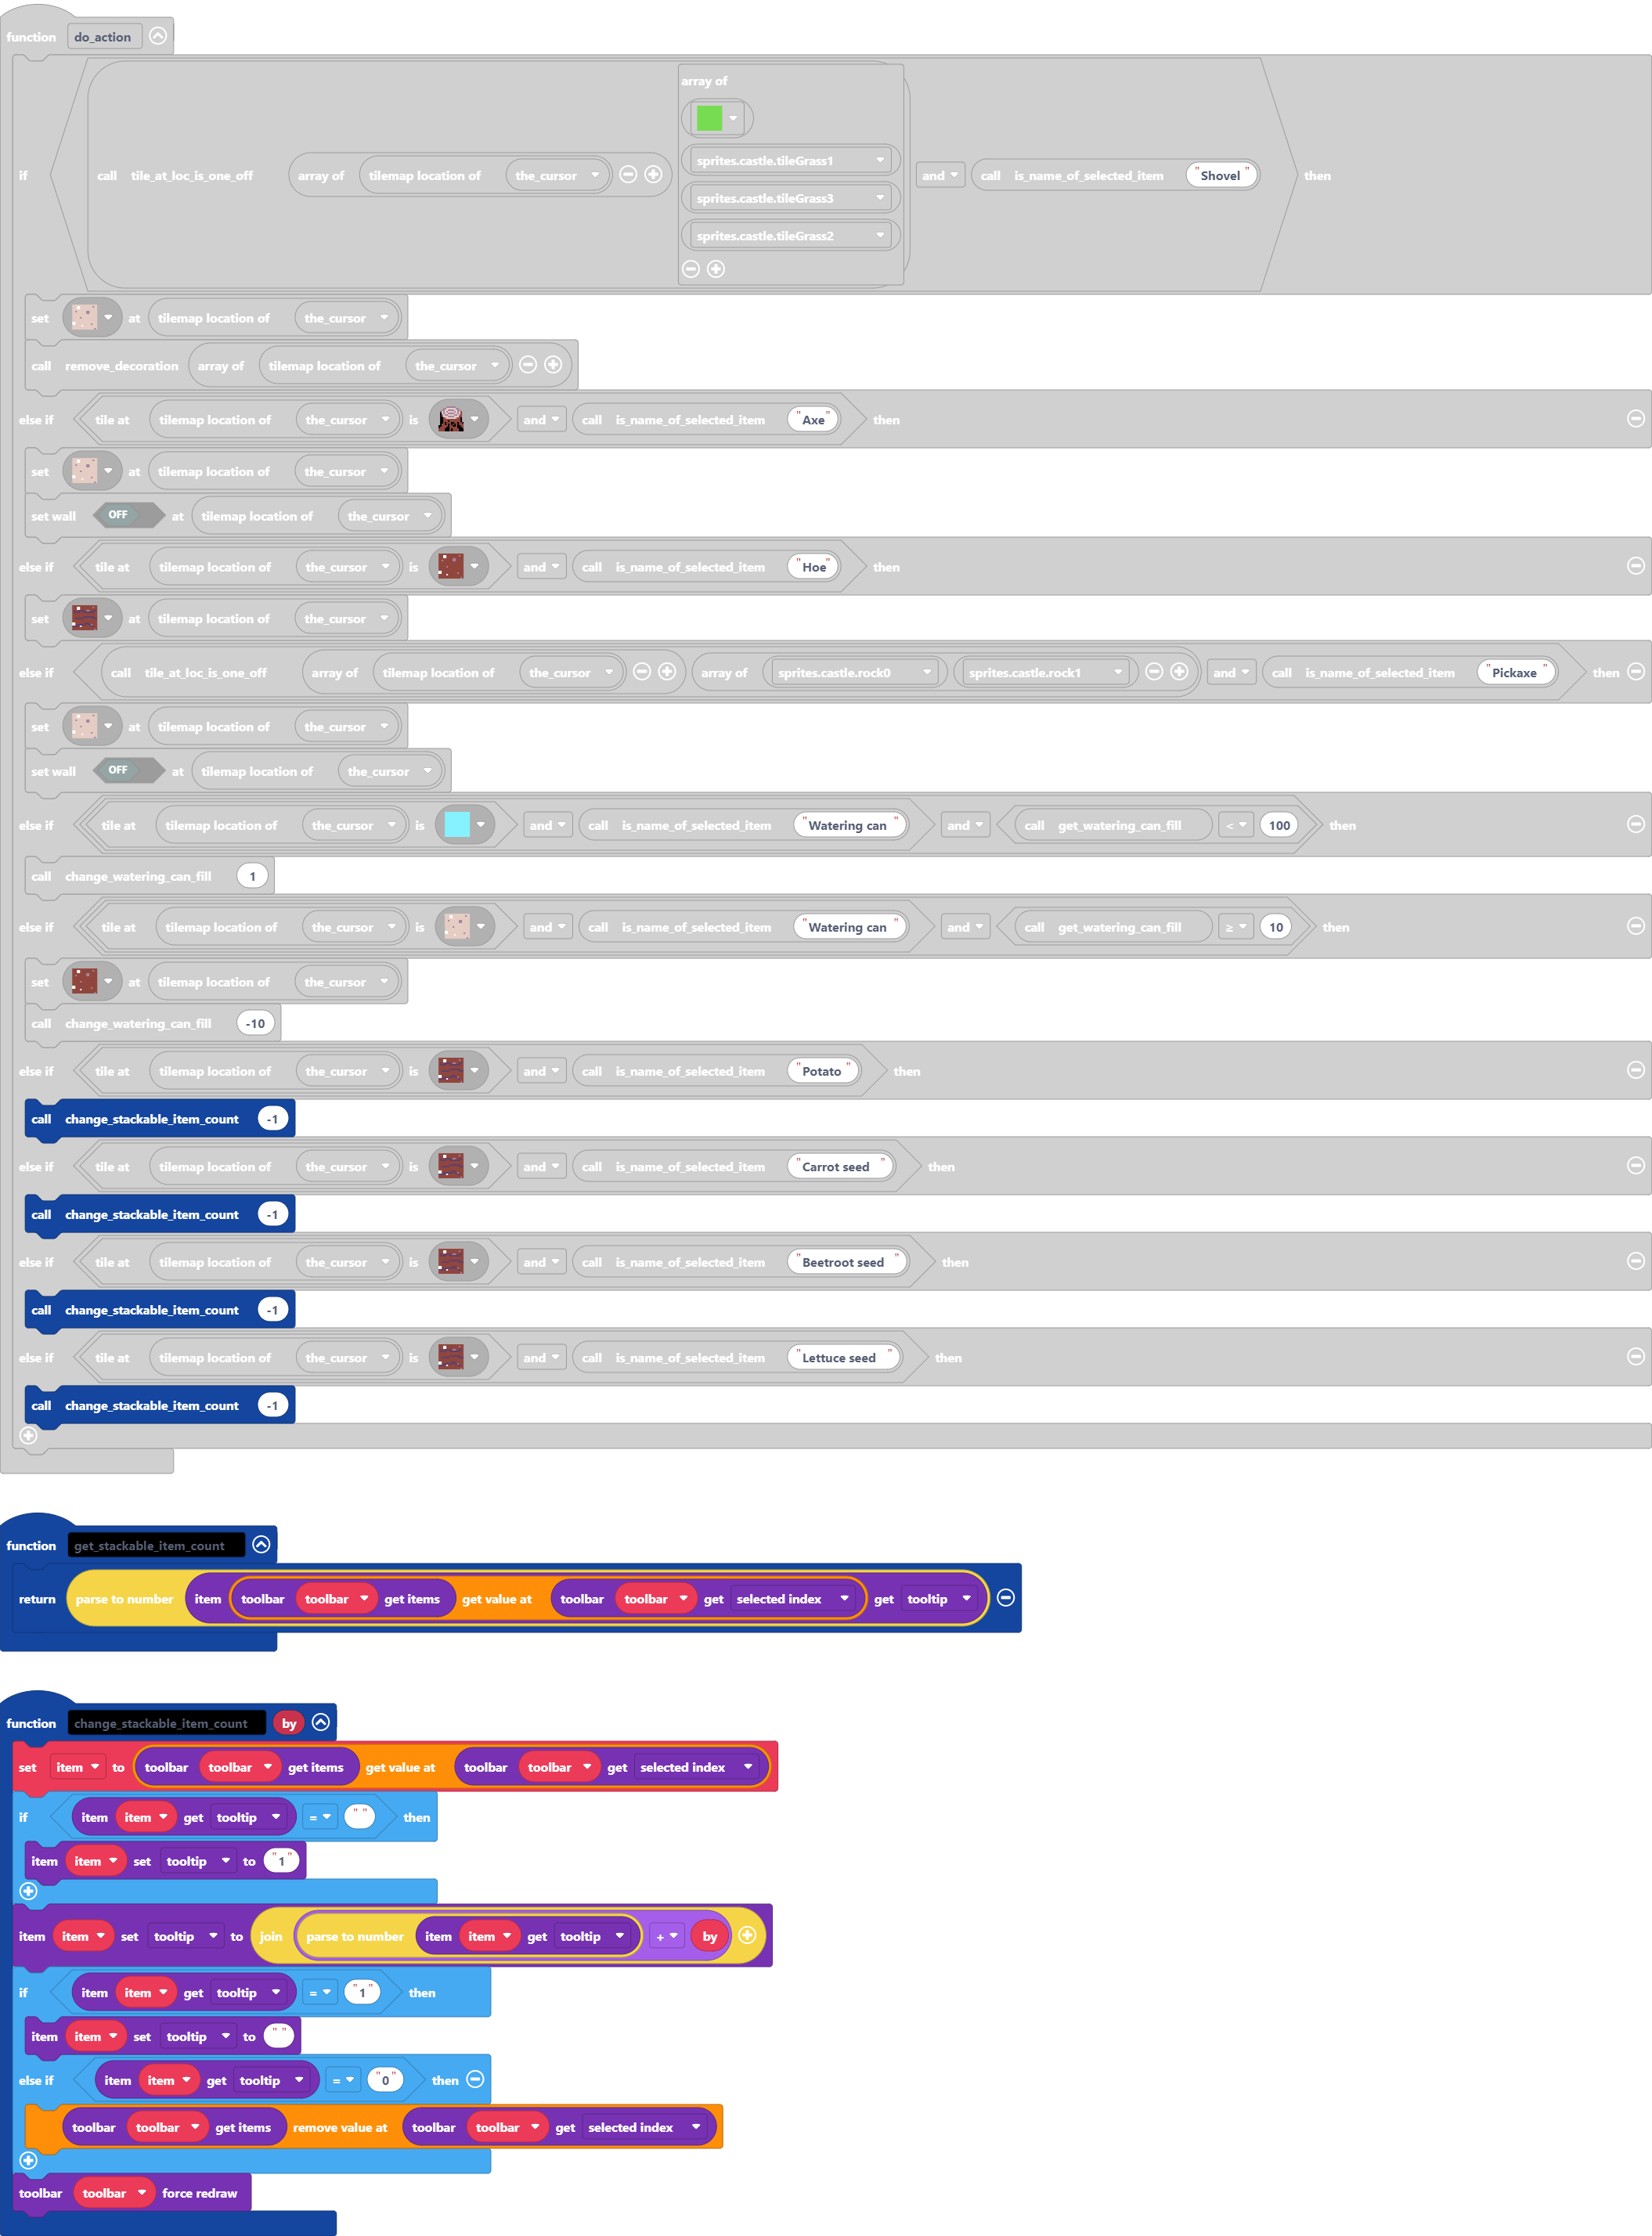 function do_action
array of
sprites.castle.tileGrass1
sprites.castle.tileGrass3
sprites.castle.tileGrass2
if call tile_at_loc_is_one_off array of tilemap location of the_cursor and call is_name_of_selected_item "Shovel" then
set at tilemap location of the_cursor
call remove_decoration array of tilemap location of the_cursor
else if tile at tilemap location of the_cursor is and call is_name_of_selected_item "Axe" then
set at tilemap location of the_cursor
set wall OFF at tilemap location of the_cursor
else if tile at tilemap location of the_cursor is and call is_name_of_selected_item "Hoe" then
set at tilemap location of the_cursor
else if call tile_at_loc_is_one_off array of tilemap location of the_cursor array of sprites.castle.rock0 sprites.castle.rock1 and call is_name_of_selected_item "Pickaxe" then
set at tilemap location of the_cursor
set wall OFF at tilemap location of the_cursor
else if tile at tilemap location of the_cursor is and call is_name_of_selected_item "Watering can" and call get_watering_can_fill < 100 then
call change_watering_can_fill 1
else if tile at tilemap location of the_cursor is and call is_name_of_selected_item "Watering can" and call get_watering_can_fill ≥ 10 then
set at tilemap location of the_cursor
call change_watering_can_fill -10
else if tile at tilemap location of the_cursor is and call is_name_of_selected_item "Potato" then
call change_stackable_item_count -1
else if tile at tilemap location of the_cursor is and call is_name_of_selected_item "Carrot seed" then
call change_stackable_item_count -1
else if tile at tilemap location of the_cursor is and call is_name_of_selected_item "Beetroot seed" then
call change_stackable_item_count -1
else if tile at tilemap location of the_cursor is and call is_name_of_selected_item "Lettuce seed" then
call change_stackable_item_count -1
function get_stackable_item_count
return parse to number item toolbar toolbar get items get value at toolbar toolbar get selected index get tooltip
function change_stackable_item_count by
set item to toolbar toolbar get items get value at toolbar toolbar get selected index
if item item get tooltip = "" then
item item set tooltip to "1"
item item set tooltip to join parse to number item item get tooltip + by
if item item get tooltip = "1" then
item item set tooltip to ""
else if item item get tooltip = "0" then
toolbar toolbar get items remove value at toolbar toolbar get selected index
toolbar toolbar force redraw